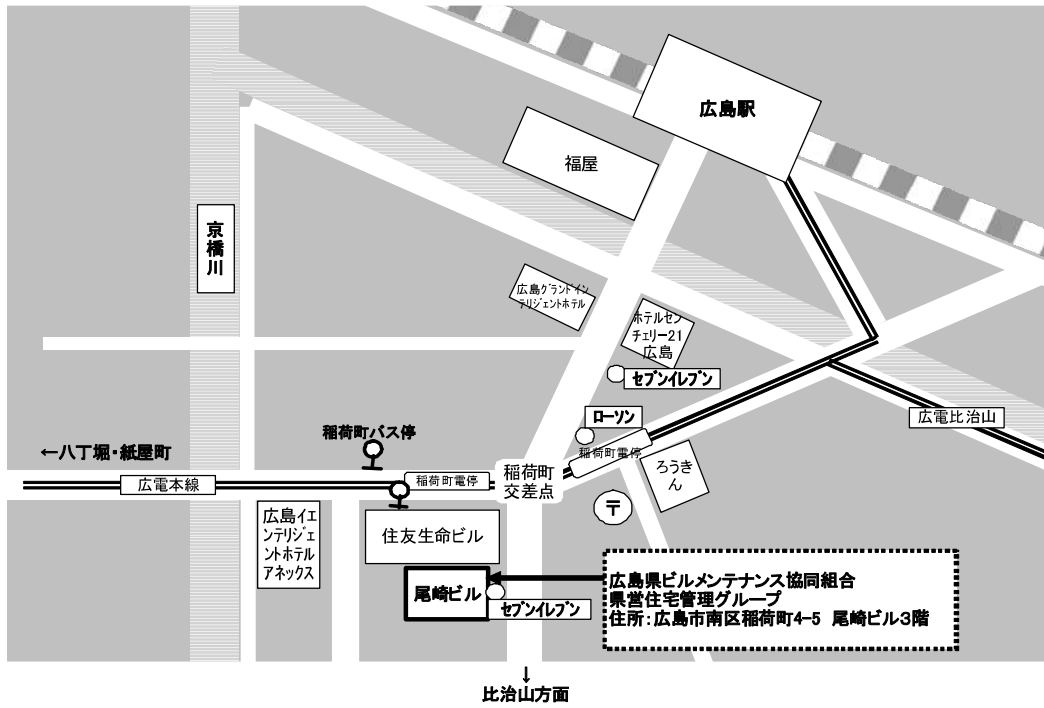 広島駅
福屋
京橋川
広島グランドイン
テリジェントホテル
ホテルセン
チェリー21
広島
セブンイレブン
ローソン
広電比治山
稲荷町バス停
←八丁堀・紙屋町
稲荷町電停
ろうき
ん
稲荷町
交差点
稲荷町電停
広電本線
〒
広島イ
ンテリジェ
ントホテル
アネックス
住友生命ビル
尾崎ビル
セブンイレブン
広島県ビルメンテナンス協同組合
県営住宅管理グループ
住所:広島市南区稲荷町4-5 尾崎ビル3階
↓
比治山方面